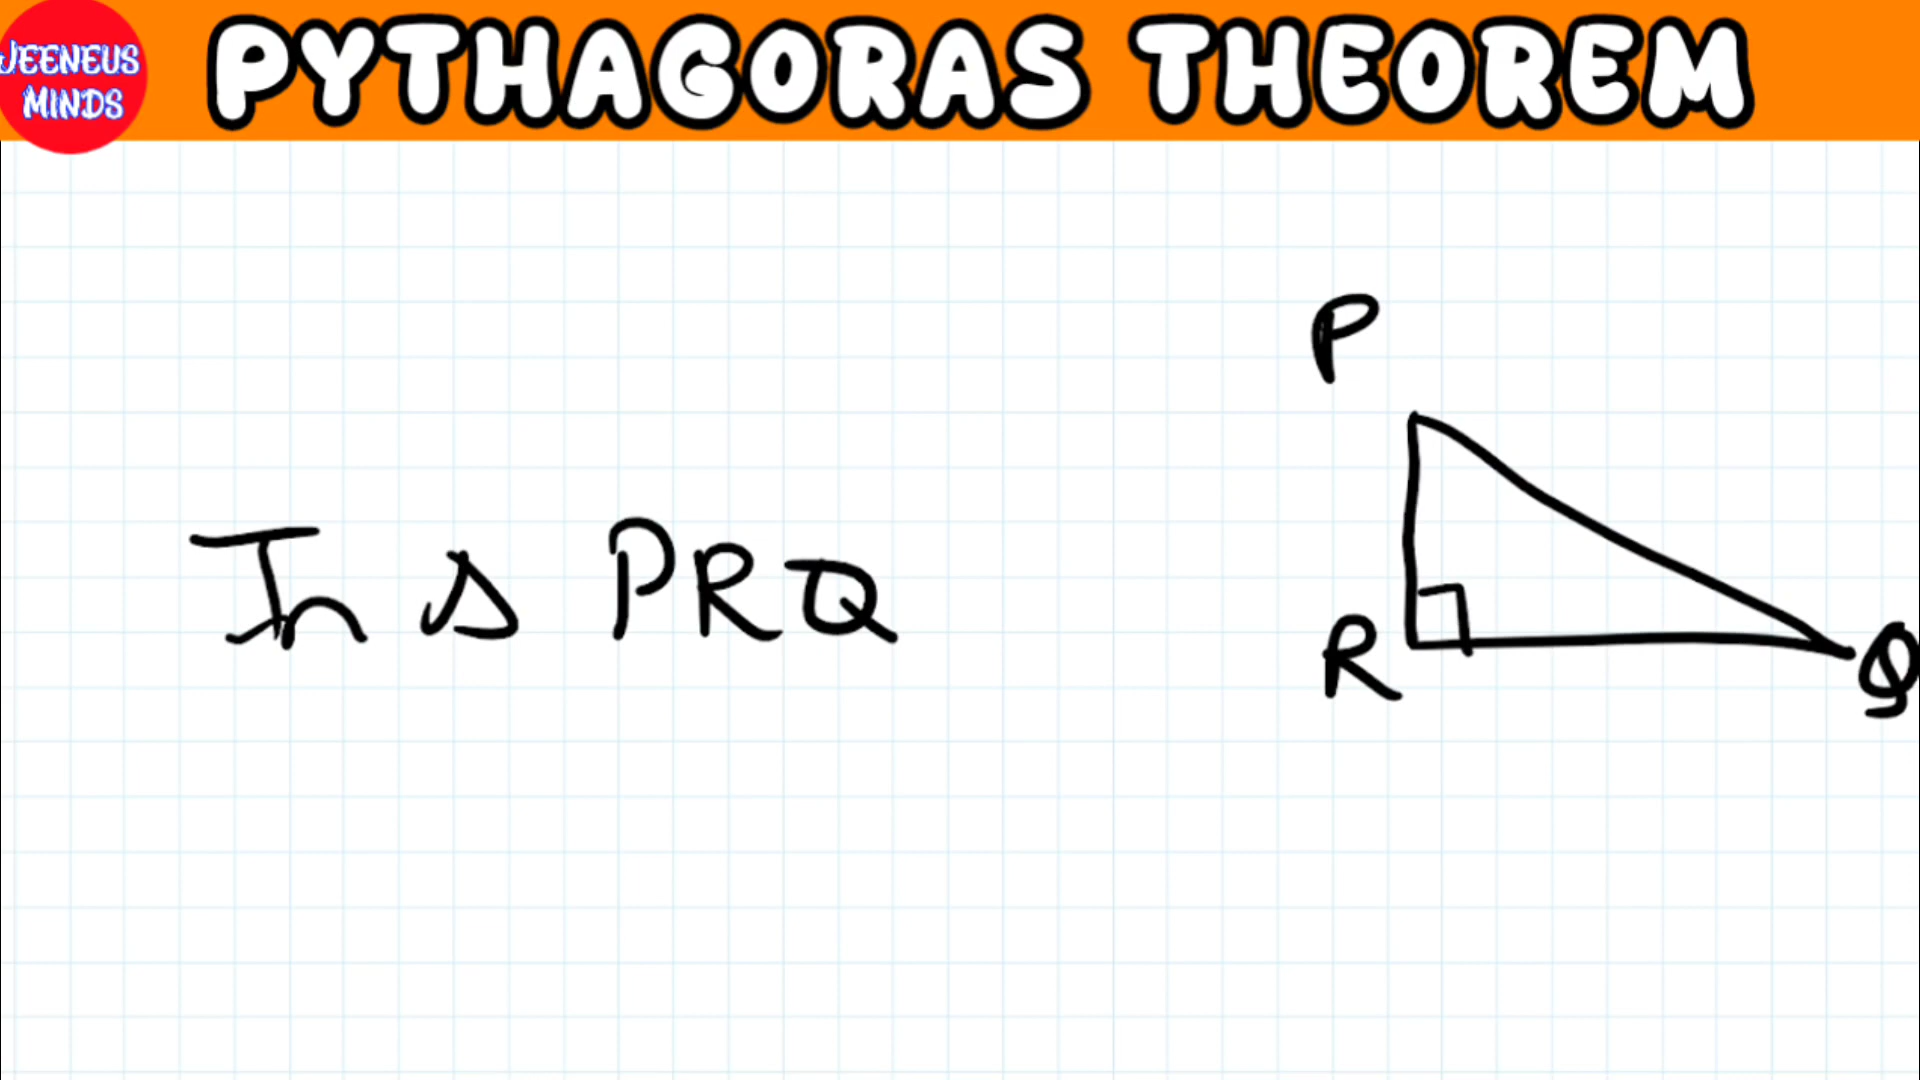 JEENEUS
MINDS
PYTHAGORAS THEOREM
P
In Δ PRQ
R
Q